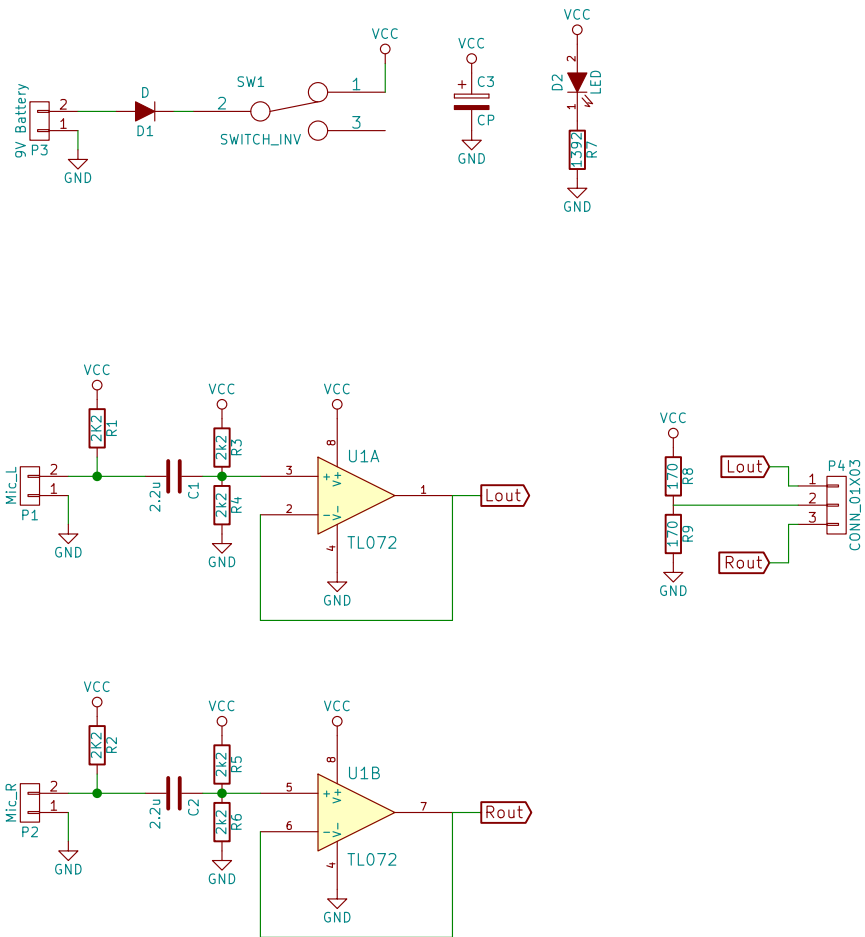 VCC
9V Battery
2
1
P3
GND
D
D1
SW1
2
1
3
SWITCH_INV
VCC
C3
+
CP
GND
VCC
2
D2
LED
1
1392
R7
GND
VCC
2K2
R1
Mic_L
2
1
P1
GND
2.2u
C1
VCC
2k2
R3
2k2
R4
GND
VCC
8
U1A
3
+
V+
2
−
V-
1
4
TL072
GND
Lout
VCC
170
R8
170
R9
GND
Lout
Rout
P4
1
2
3
CONN_01X03
VCC
2K2
R2
Mic_R
2
1
P2
GND
2.2u
C2
VCC
2k2
R5
2k2
R6
GND
VCC
8
U1B
5
+
V+
6
−
V-
7
4
TL072
GND
Rout